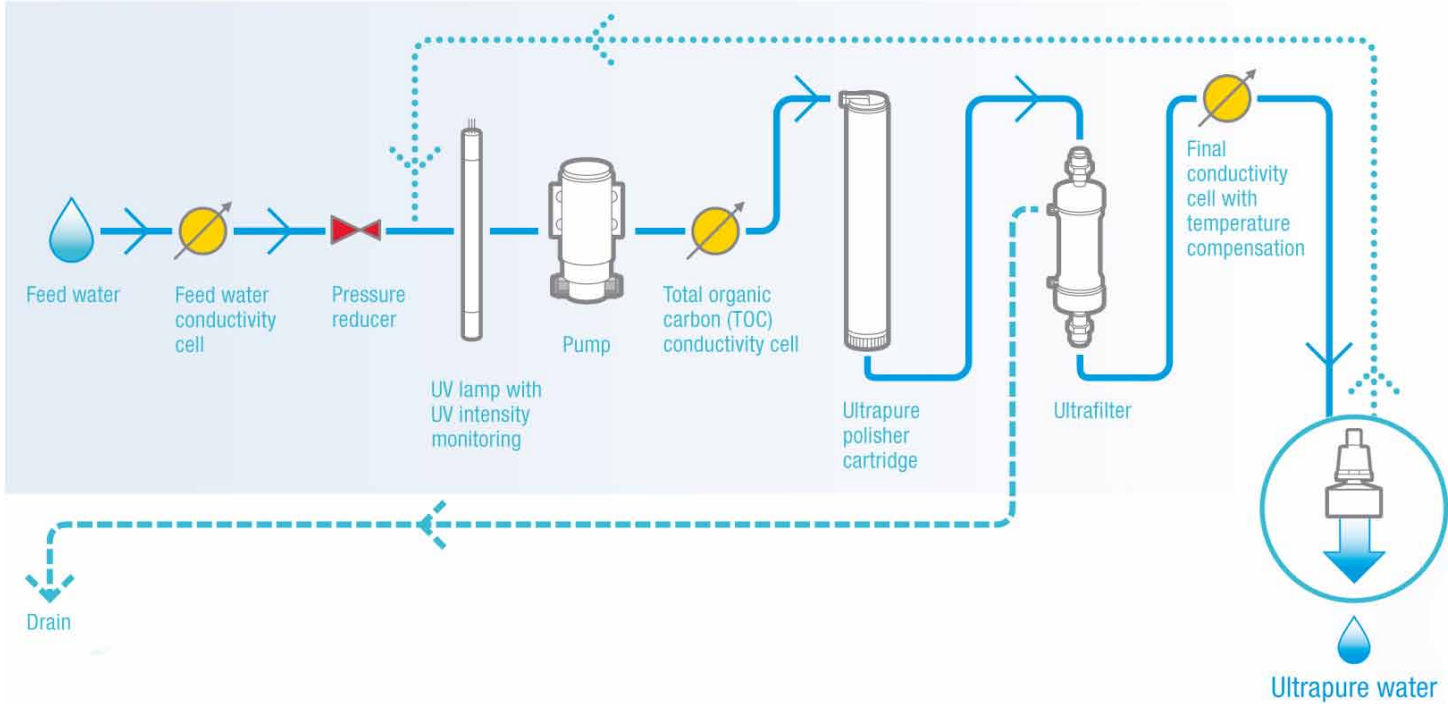 Feed water
Feed water
conductivity
cell
Pressure
reducer
UV lamp with
UV intensity
monitoring
Pump
Total organic
carbon (TOC)
conductivity cell
Ultrapure
polisher
cartridge
Ultrafilter
Final
conductivity
cell with
temperature
compensation
Drain
Ultrapure water